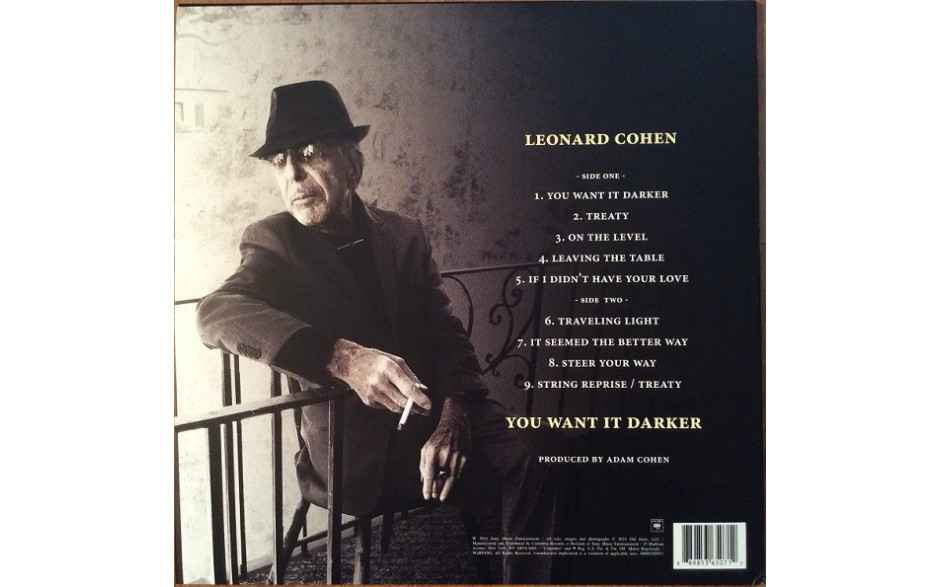 LEONARD COHEN
- SIDE ONE -
1. YOU WANT IT DARKER
2. TREATY
3. ON THE LEVEL
4. LEAVING THE TABLE
5. IF I DIDN'T HAVE YOUR LOVE
- SIDE TWO -
6. TRAVELING LIGHT
7. IT SEEMED THE BETTER WAY
8. STEER YOUR WAY
9. STRING REPRISE / TREATY
YOU WANT IT DARKER
PRODUCED BY ADAM COHEN